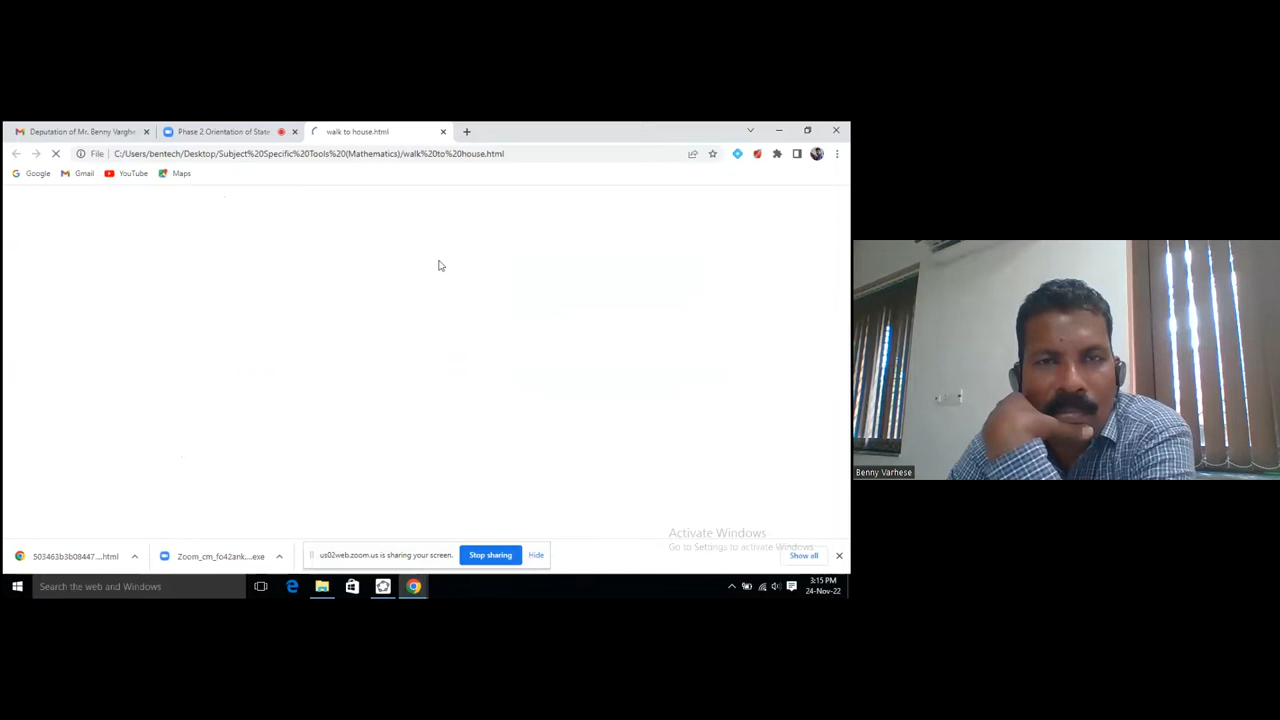 Deputation of Mr. Benny Varghe
Phase 2 Orientation of State
walk to house.html
File
C:/Users/bentech/Desktop/Subject%20Specific%20Tools%20(Mathematics)/walk%20to%20house.html
Google
Gmail
YouTube
Maps
Benny Varhese
Activate Windows
Go to Settings to activate Windows.
503463b3b08447....html
Zoom_cm_fo42ank....exe
us02web.zoom.us is sharing your screen.
Stop sharing
Hide
Show all
Search the web and Windows
3:15 PM
24-Nov-22